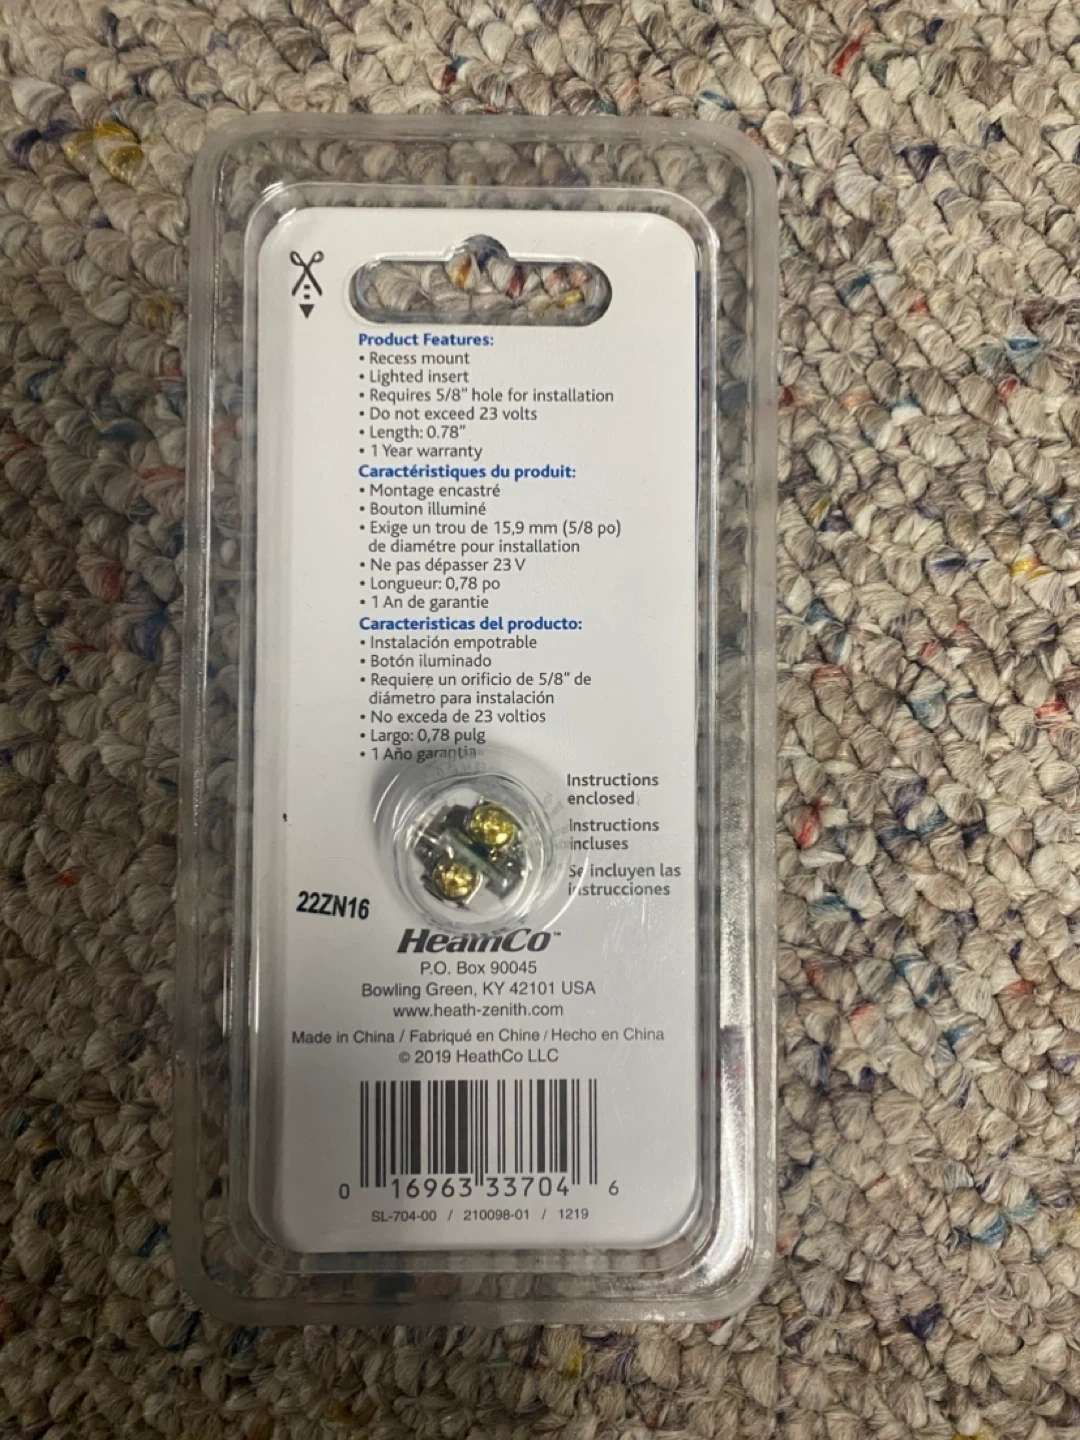 Product Features:
• Recess mount
• Lighted insert
• Requires 5/8" hole for installation
• Do not exceed 23 volts
• Length: 0.78"
• 1 Year warranty
Caractéristiques du produit:
• Montage encastré
• Bouton illuminé
• Exige un trou de 15,9 mm (5/8 po)
de diamétre pour installation
• Ne pas dépasser 23 V
• Longueur: 0,78 po
• 1 An de garantie
Caracteristicas del producto:
• Instalación empotrable
• Botón iluminado
• Requiere un orificio de 5/8" de
diámetro para instalación
• No exceda de 23 voltios
• Largo: 0,78 pulg
• 1 Año garantia
Instructions
enclosed
Instructions
incluses
Se incluyen las
instrucciones
22ZN16
HeathCo™
P.O. Box 90045
Bowling Green, KY 42101 USA
www.heath-zenith.com
Made in China / Fabriqué en Chine / Hecho en China
© 2019 HeathCo LLC
0 16963 33704 6
SL-704-00 / 210098-01 / 1219